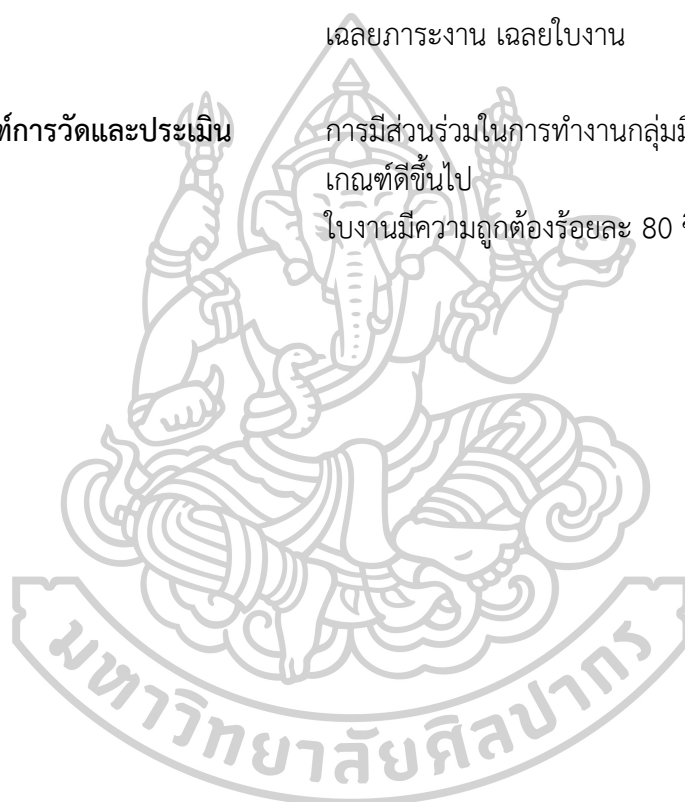 เฉลยภาระงาน เฉลยใบงาน
การวัดและประเมิน การมีส่วนร่วมในการทำงานกลุ่ม
เกณฑ์ดีขึ้นไป
ใบงานมีความถูกต้องร้อยละ 80
มหาวิทยาลัยศิลปากร